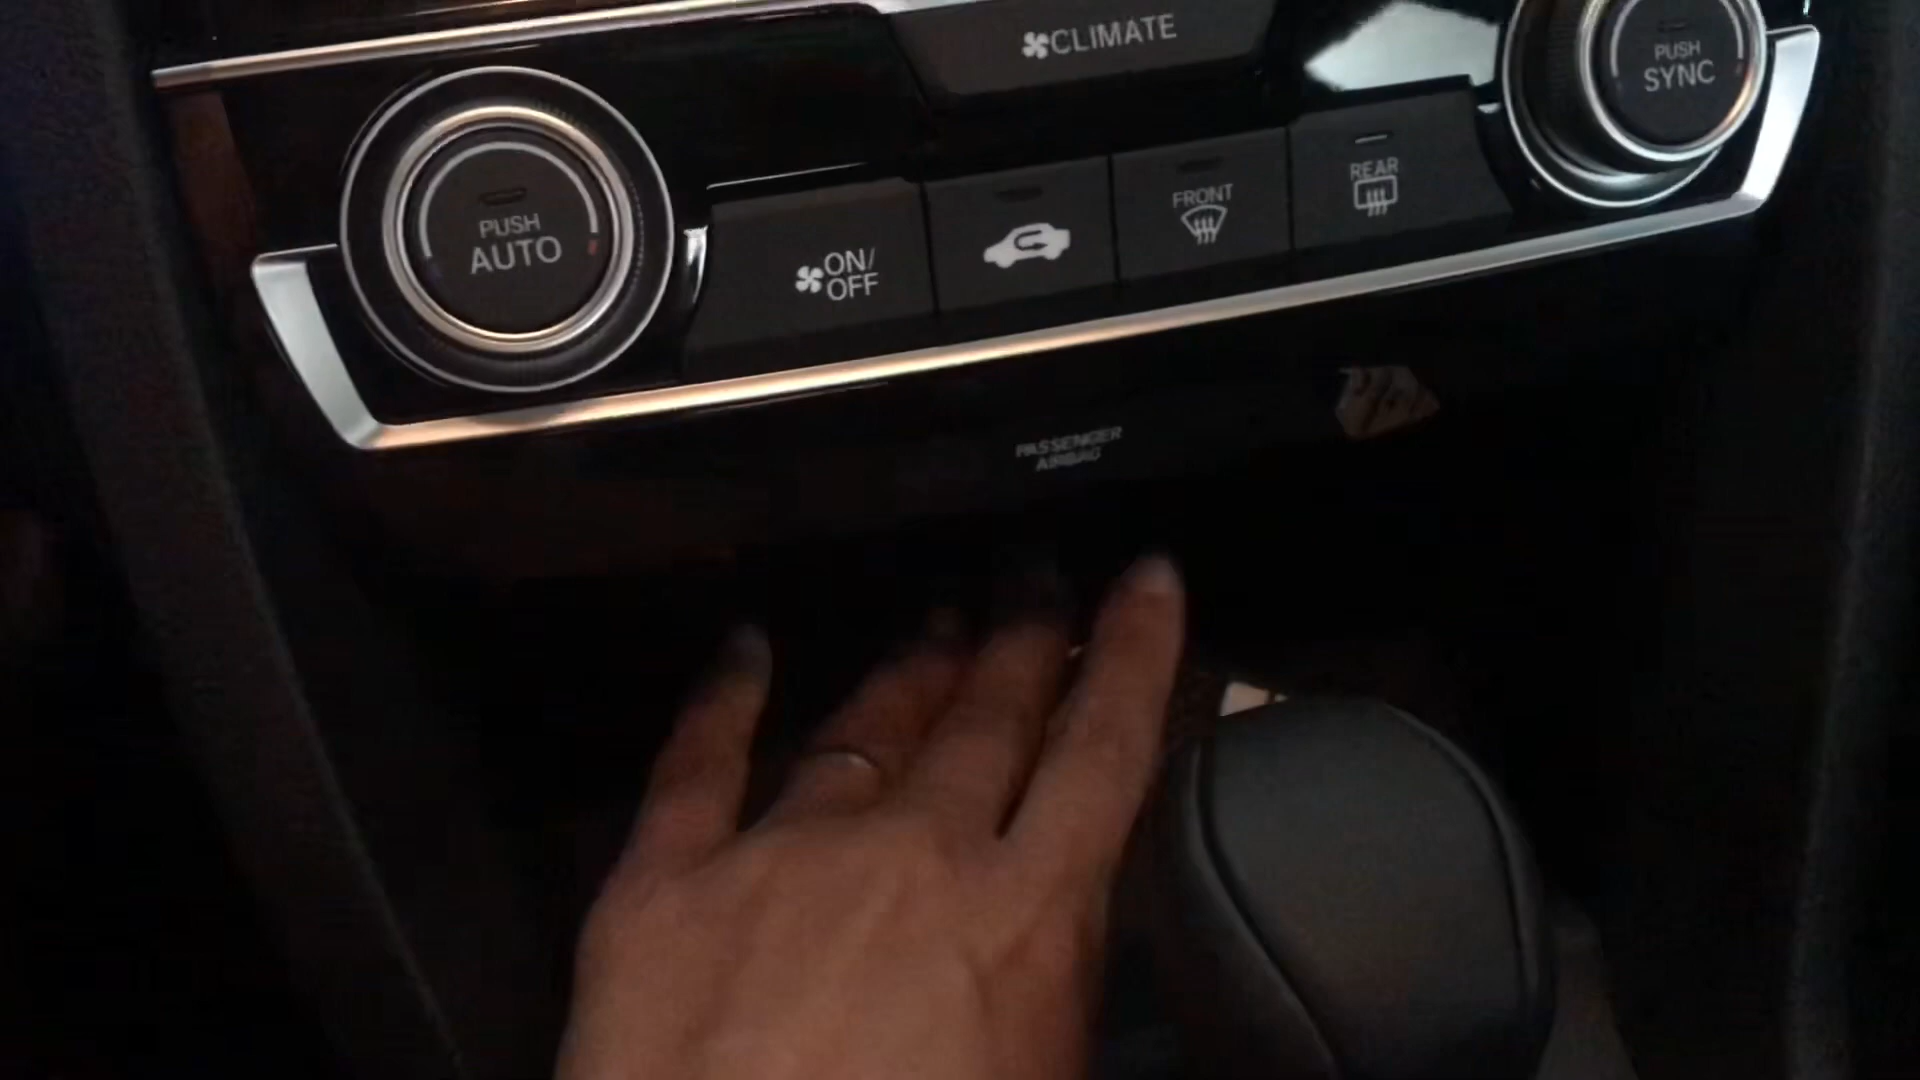 CLIMATE
PUSH
SYNC
PUSH
AUTO
ON/
OFF
FRONT
REAR
PASSENGER
AIRBAG